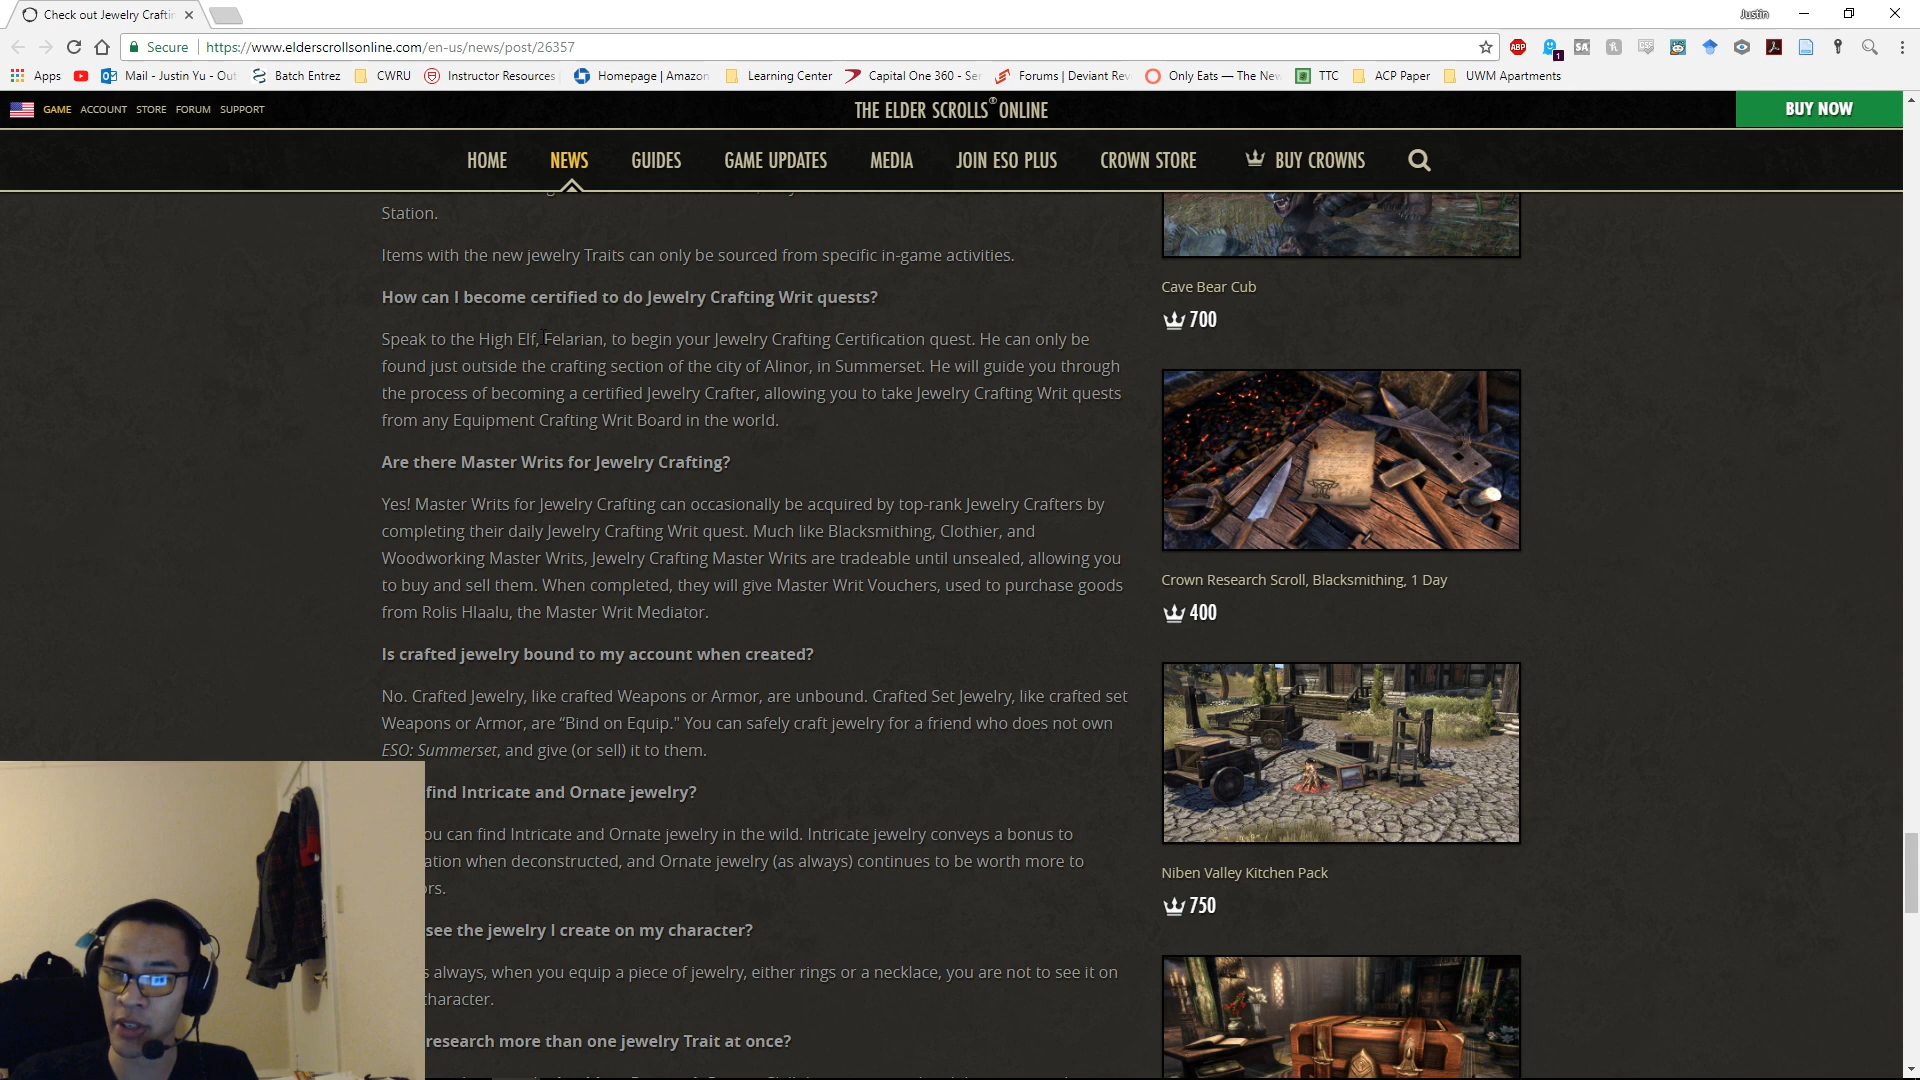 Check out Jewelry Craftin
Justin
Secure
https://www.elderscrollsonline.com/en-us/news/post/26357
Apps
Mail - Justin Yu - Out
Batch Entrez
CWRU
Instructor Resources
Homepage | Amazon
Learning Center
Capital One 360 - Ser
Forums | Deviant Rev
Only Eats — The New
TTC
ACP Paper
UWM Apartments
GAME ACCOUNT STORE FORUM SUPPORT
THE ELDER SCROLLS® ONLINE
BUY NOW
HOME NEWS GUIDES GAME UPDATES MEDIA JOIN ESO PLUS CROWN STORE BUY CROWNS
Station.
Items with the new jewelry Traits can only be sourced from specific in-game activities.
How can I become certified to do Jewelry Crafting Writ quests?
Speak to the High Elf, Felarian, to begin your Jewelry Crafting Certification quest. He can only be
found just outside the crafting section of the city of Alinor, in Summerset. He will guide you through
the process of becoming a certified Jewelry Crafter, allowing you to take Jewelry Crafting Writ quests
from any Equipment Crafting Writ Board in the world.
Are there Master Writs for Jewelry Crafting?
Yes! Master Writs for Jewelry Crafting can occasionally be acquired by top-rank Jewelry Crafters by
completing their daily Jewelry Crafting Writ quest. Much like Blacksmithing, Clothier, and
Woodworking Master Writs, Jewelry Crafting Master Writs are tradeable until unsealed, allowing you
to buy and sell them. When completed, they will give Master Writ Vouchers, used to purchase goods
from Rolis Hlaalu, the Master Writ Mediator.
Is crafted jewelry bound to my account when created?
No. Crafted Jewelry, like crafted Weapons or Armor, are unbound. Crafted Set Jewelry, like crafted set
Weapons or Armor, are “Bind on Equip." You can safely craft jewelry for a friend who does not own
ESO: Summerset, and give (or sell) it to them.
find Intricate and Ornate jewelry?
ou can find Intricate and Ornate jewelry in the wild. Intricate jewelry conveys a bonus to
ation when deconstructed, and Ornate jewelry (as always) continues to be worth more to
ors.
see the jewelry I create on my character?
s always, when you equip a piece of jewelry, either rings or a necklace, you are not to see it on
character.
research more than one jewelry Trait at once?
Cave Bear Cub
700
Crown Research Scroll, Blacksmithing, 1 Day
400
Niben Valley Kitchen Pack
750